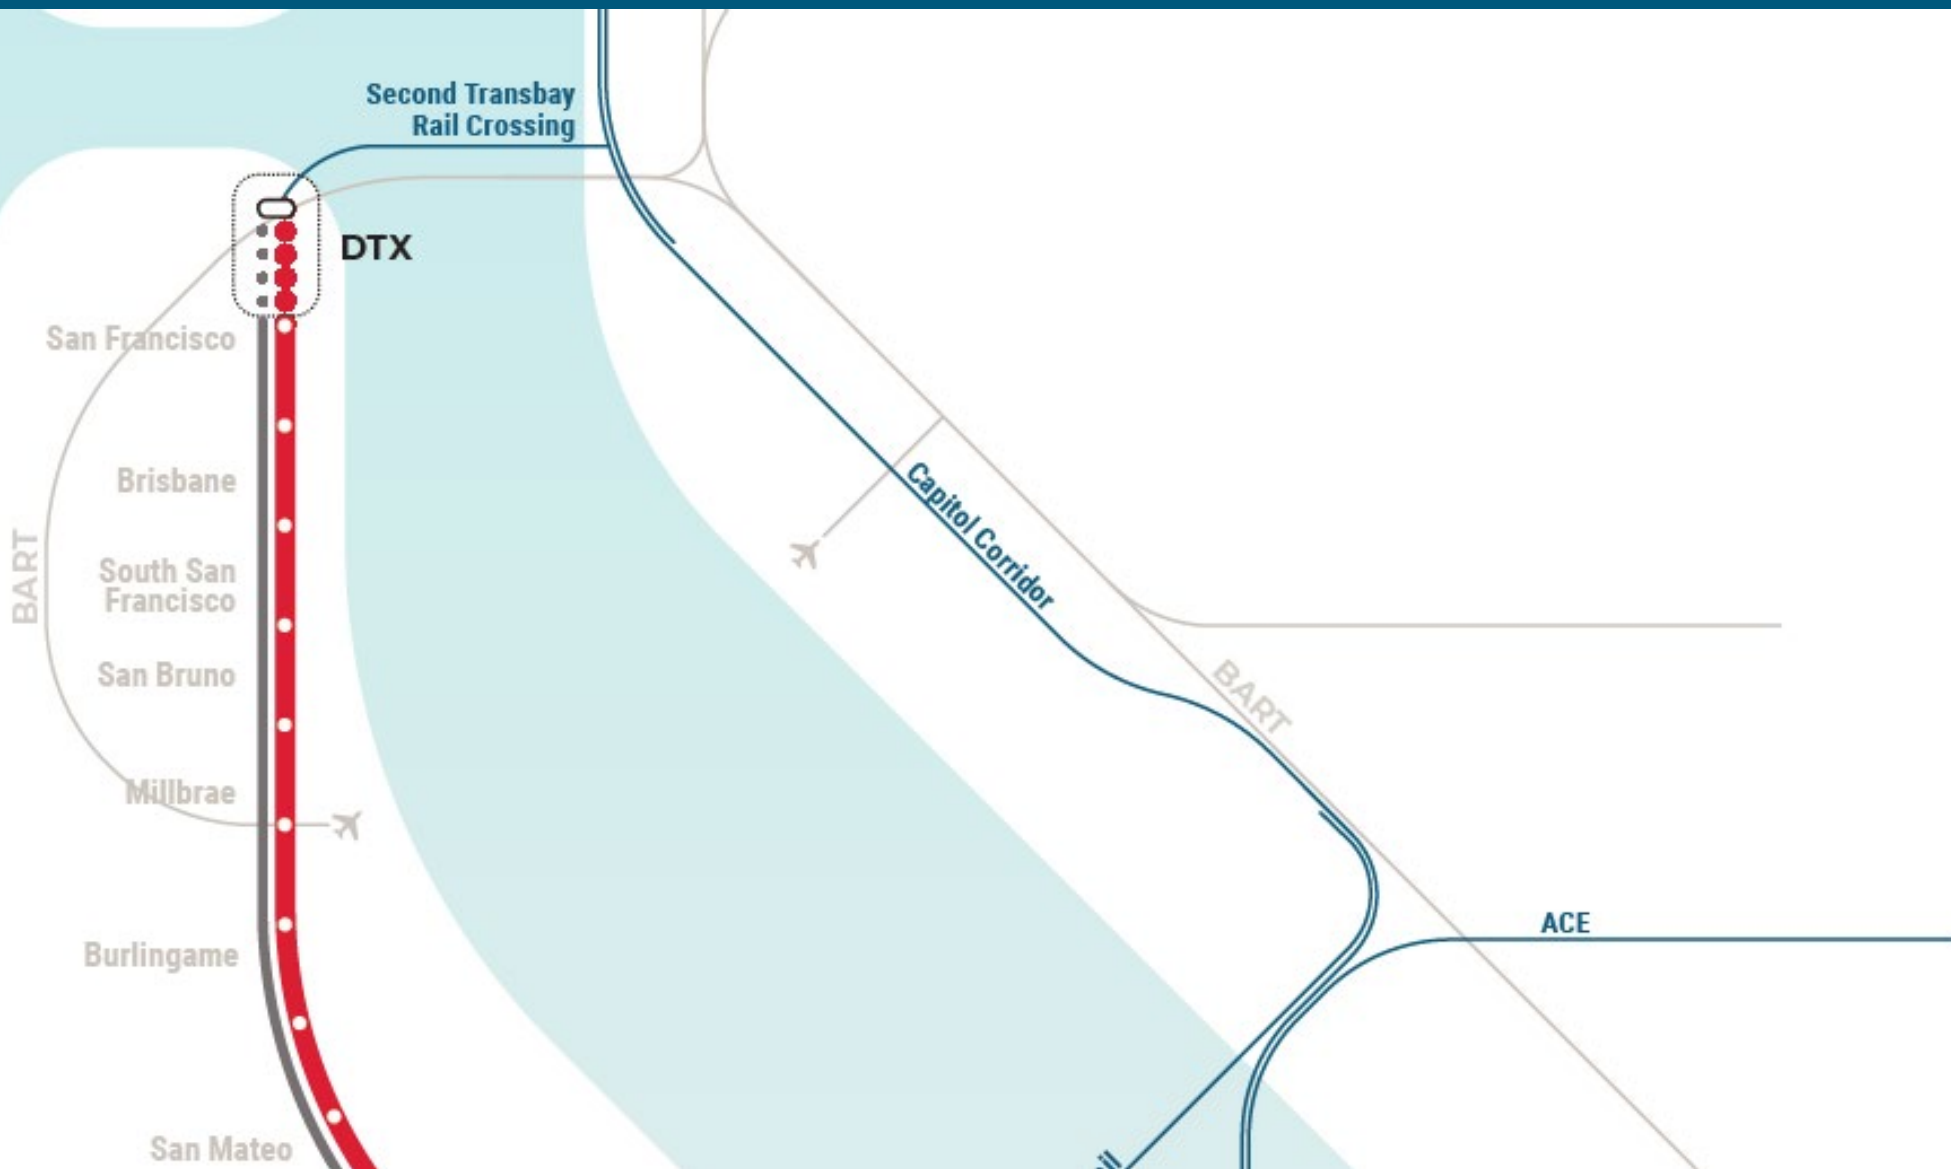 Second Transbay
Rail Crossing
DTX
San Francisco
Capitol Corridor
Brisbane
BART
South San
Francisco
San Bruno
BART
Millbrae
ACE
Burlingame
San Mateo